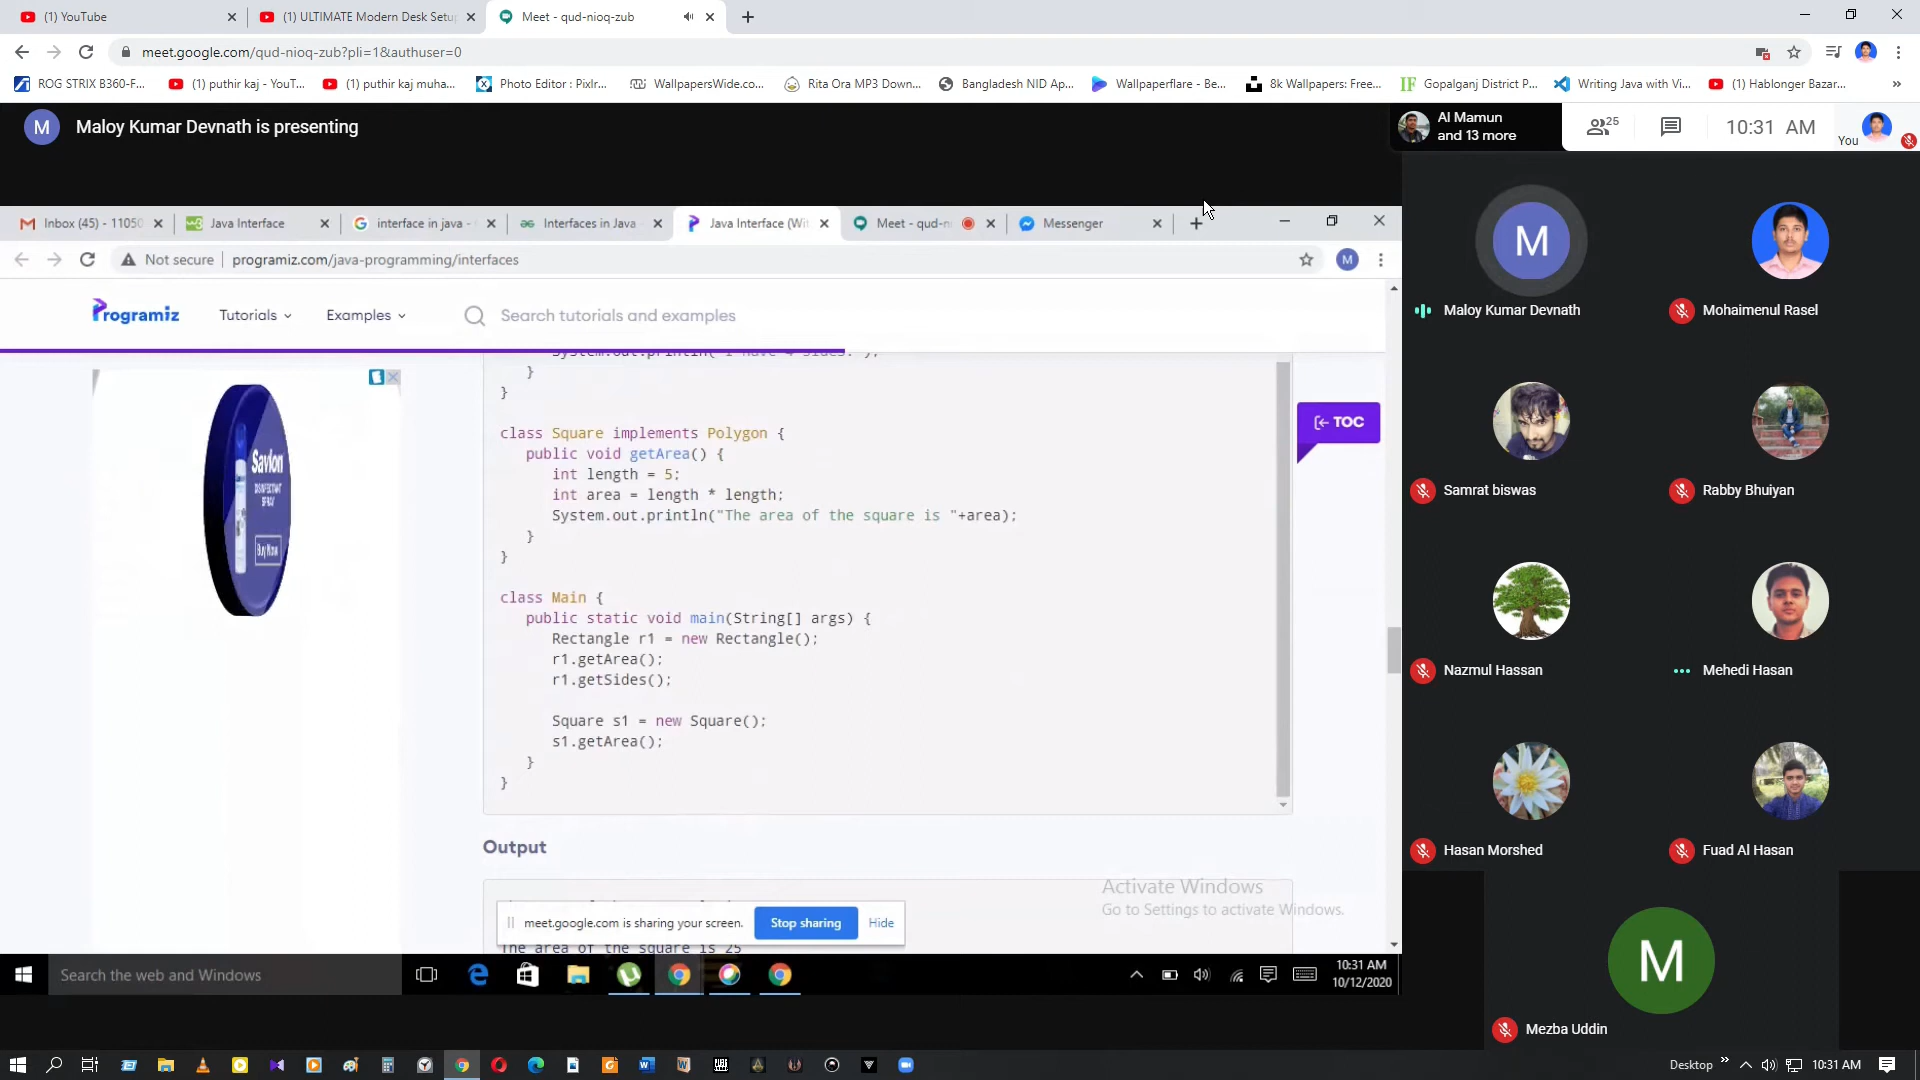 (1) YouTube
(1) ULTIMATE Modern Desk Setu
Meet - qud-nioq-zub
meet.google.com/qud-nioq-zub?pli=1&authuser=0
ROG STRIX B360-F...
(1) puthir kaj - YouT...
(1) puthir kaj muha...
Photo Editor : Pixlr...
WallpapersWide.co...
Rita Ora MP3 Down...
Bangladesh NID Ap...
Wallpaperflare - Be...
8k Wallpapers: Free...
Gopalganj District P...
Writing Java with Vi...
(1) Hablonger Bazar...
M
Maloy Kumar Devnath is presenting
Al Mamun
and 13 more
25
10:31 AM
You
Inbox (45) - 11050
Java Interface
interface in java -
Interfaces in Java
Java Interface (Wit
Meet - qud-n
Messenger
Not secure
programiz.com/java-programming/interfaces
M
Programiz
Tutorials
Examples
Search tutorials and examples
TOC
Savlon
DISINFECTANT
SPRAY
Buy Now
System.out.println("I have 4 sides.");
}
}
class Square implements Polygon {
public void getArea() {
int length = 5;
int area = length * length;
System.out.println("The area of the square is "+area);
}
}
class Main {
public static void main(String[] args) {
Rectangle r1 = new Rectangle();
r1.getArea();
r1.getSides();
Square s1 = new Square();
s1.getArea();
}
}
Output
The area of the square is 25
meet.google.com is sharing your screen.
Stop sharing
Hide
Activate Windows
Go to Settings to activate Windows.
Search the web and Windows
10:31 AM
10/12/2020
M
Maloy Kumar Devnath
Mohaimenul Rasel
Samrat biswas
Rabby Bhuiyan
Nazmul Hassan
Mehedi Hasan
Hasan Morshed
Fuad Al Hasan
M
Mezba Uddin
Desktop
10:31 AM